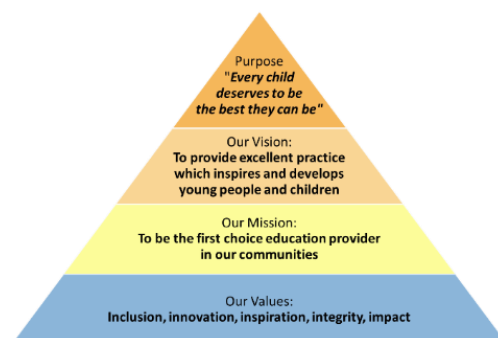 Purpose
"Every child
deserves to be
the best they can be"
Our Vision:
To provide excellent practice
which inspires and develops
young people and children
Our Mission:
To be the first choice education provider
in our communities
Our Values:
Inclusion, innovation, inspiration, integrity, impact